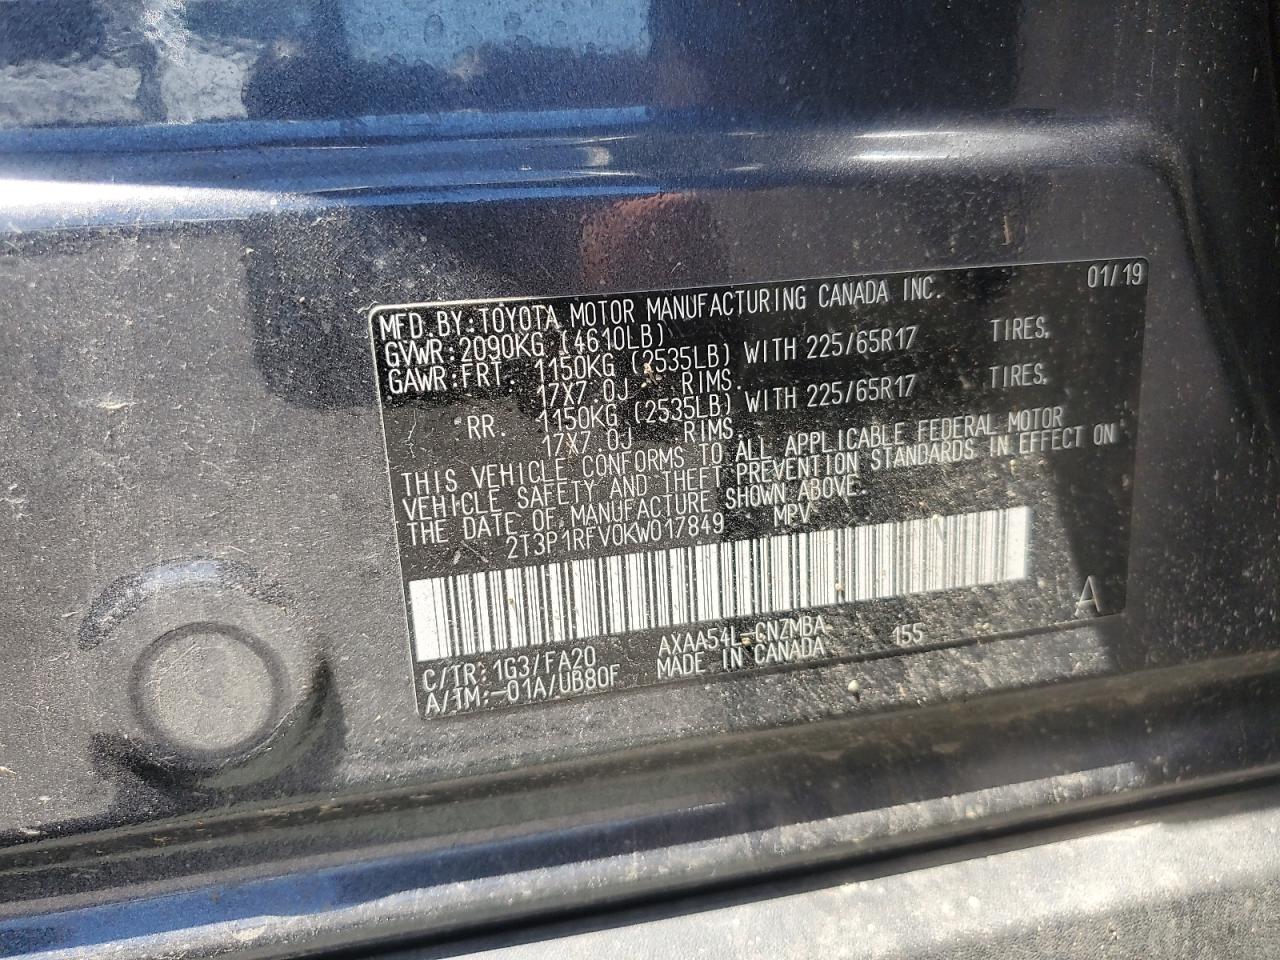 01/19
MFD.BY:TOYOTA MOTOR MANUFACTURING CANADA INC.
GVWR:2090KG (4610LB)
GAWR:FRT. 1150KG (2535LB) WITH 225/65R17 TIRES,
17X7.0J RIMS.
RR. 1150KG (2535LB) WITH 225/65R17 TIRES,
17X7.0J RIMS.
THIS VEHICLE CONFORMS TO ALL APPLICABLE FEDERAL MOTOR
VEHICLE SAFETY AND THEFT PREVENTION STANDARDS IN EFFECT ON
THE DATE OF MANUFACTURE SHOWN ABOVE.
2T3P1RFV0KW017849 MPV
A
C/TR:1G3/FA20 AXAA54L-CNZMBA 155
A/TM:-01A/UB80F MADE IN CANADA